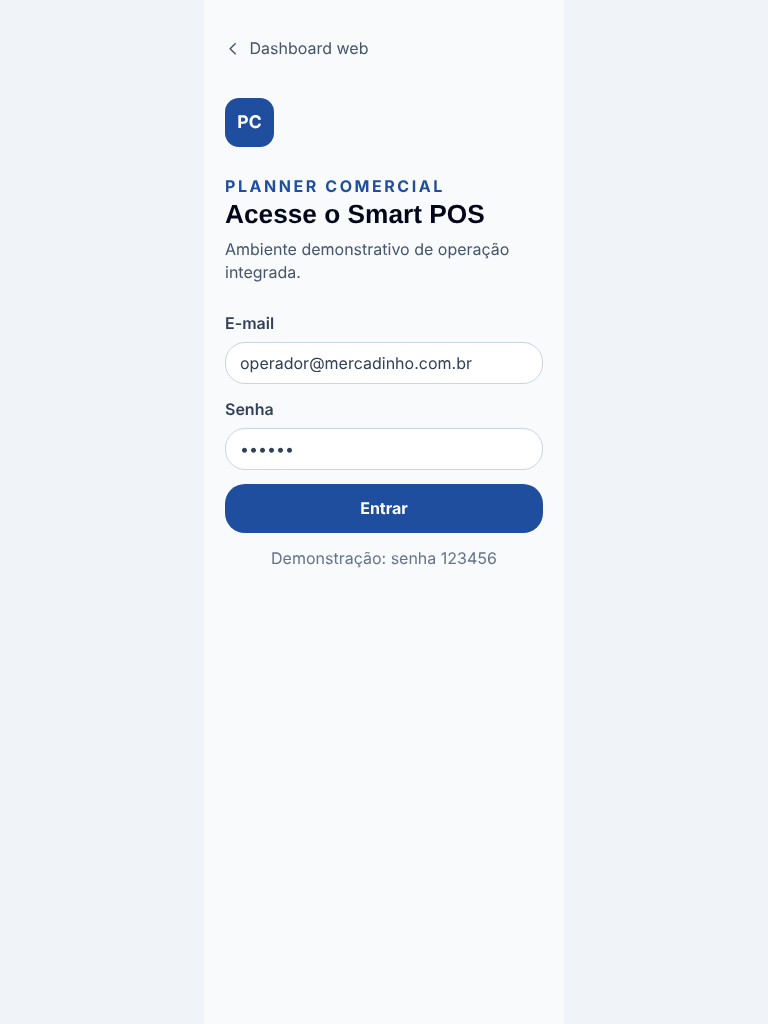 Dashboard web
PC
PLANNER COMERCIAL
Acesse o Smart POS
Ambiente demonstrativo de operação
integrada.
E-mail
operador@mercadinho.com.br
Senha
••••••
Entrar
Demonstração: senha 123456